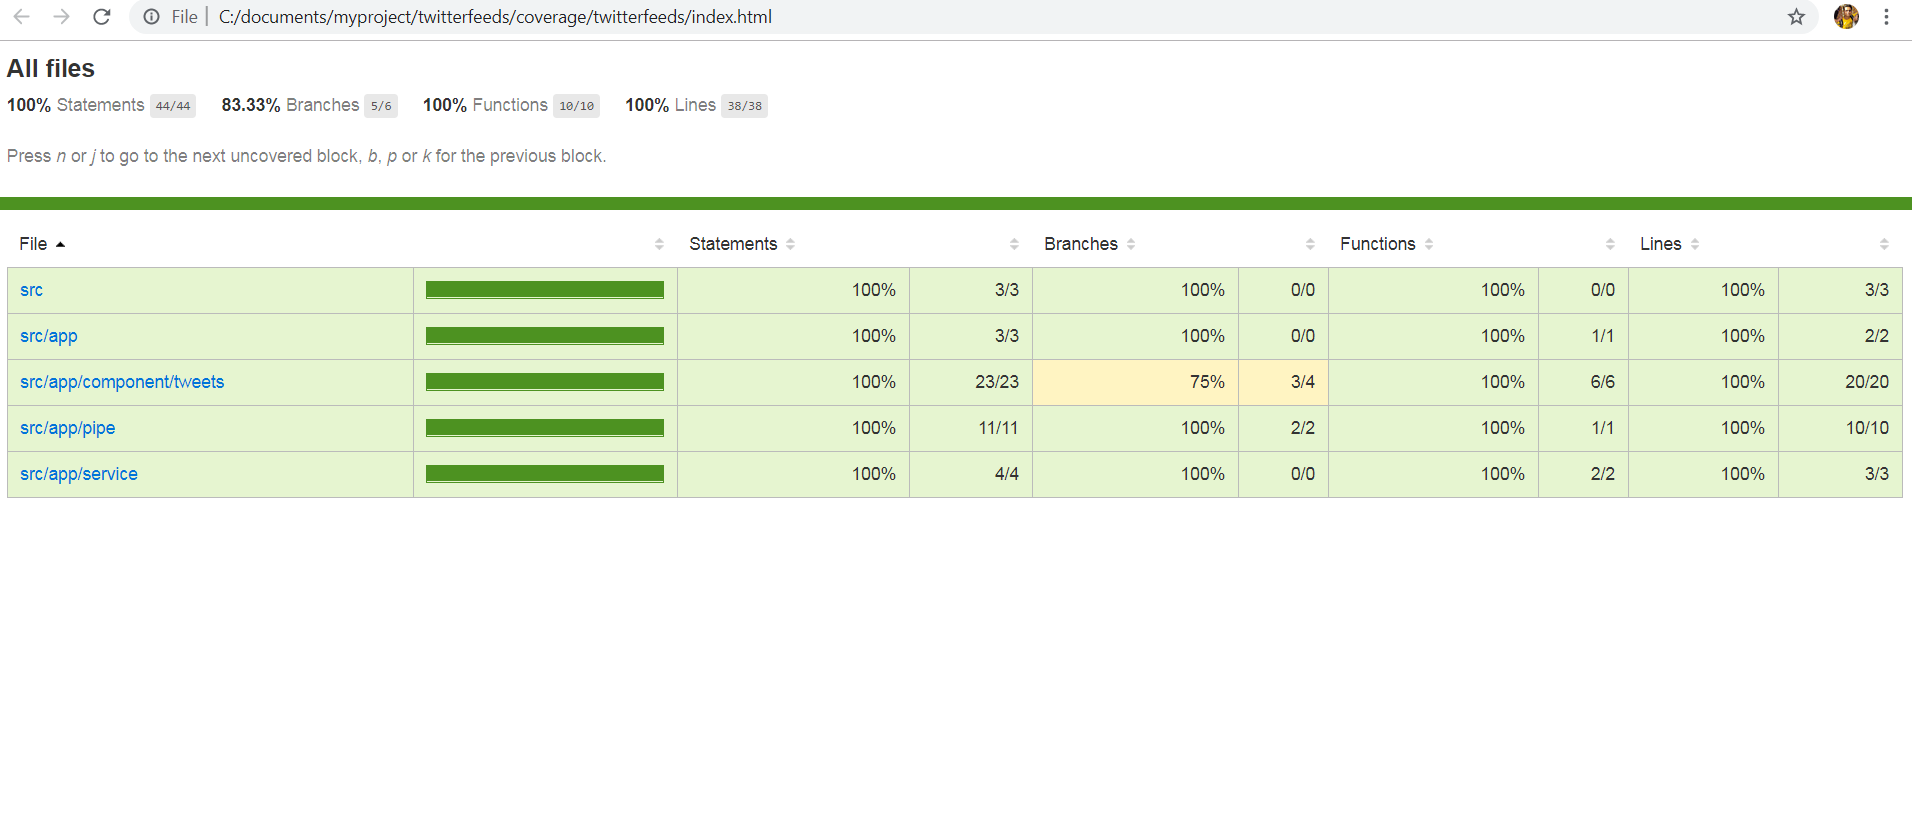 File C:/documents/myproject/twitterfeeds/coverage/twitterfeeds/index.html
All files
100% Statements 44/44 83.33% Branches 5/6 100% Functions 10/10 100% Lines 38/38
Press n or j to go to the next uncovered block, b, p or k for the previous block.
File Statements Branches Functions Lines
src 100% 3/3 100% 0/0 100% 0/0 100% 3/3
src/app 100% 3/3 100% 0/0 100% 1/1 100% 2/2
src/app/component/tweets 100% 23/23 75% 3/4 100% 6/6 100% 20/20
src/app/pipe 100% 11/11 100% 2/2 100% 1/1 100% 10/10
src/app/service 100% 4/4 100% 0/0 100% 2/2 100% 3/3